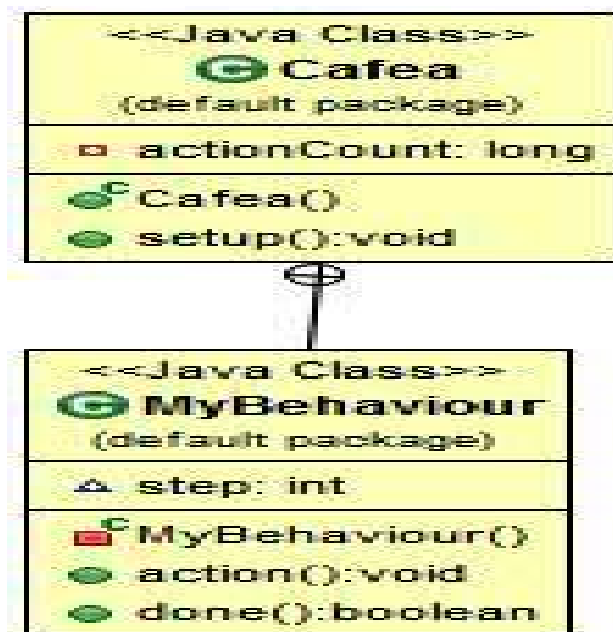 <<Java Class>>
C Cafea
(default package)
actionCount: long
C Cafea()
setup():void
<<Java Class>>
C MyBehaviour
(default package)
step: int
C MyBehaviour()
action():void
done():boolean